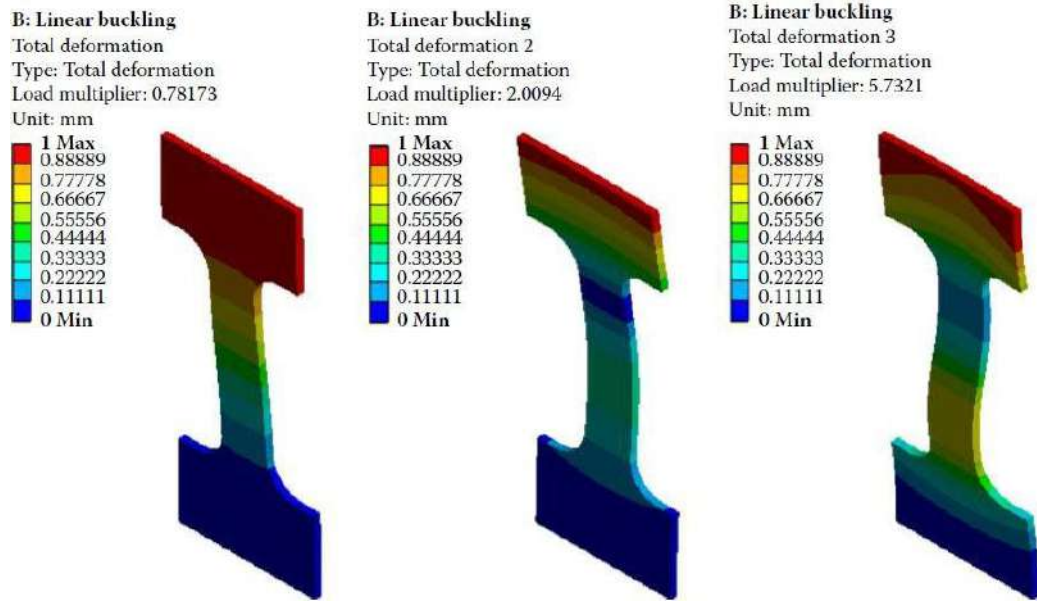 B: Linear buckling
Total deformation
Type: Total deformation
Load multiplier: 0.78173
Unit: mm
1 Max
0.88889
0.77778
0.66667
0.55556
0.44444
0.33333
0.22222
0.11111
0 Min
B: Linear buckling
Total deformation 2
Type: Total deformation
Load multiplier: 2.0094
Unit: mm
1 Max
0.88889
0.77778
0.66667
0.55556
0.44444
0.33333
0.22222
0.11111
0 Min
B: Linear buckling
Total deformation 3
Type: Total deformation
Load multiplier: 5.7321
Unit: mm
1 Max
0.88889
0.77778
0.66667
0.55556
0.44444
0.33333
0.22222
0.11111
0 Min